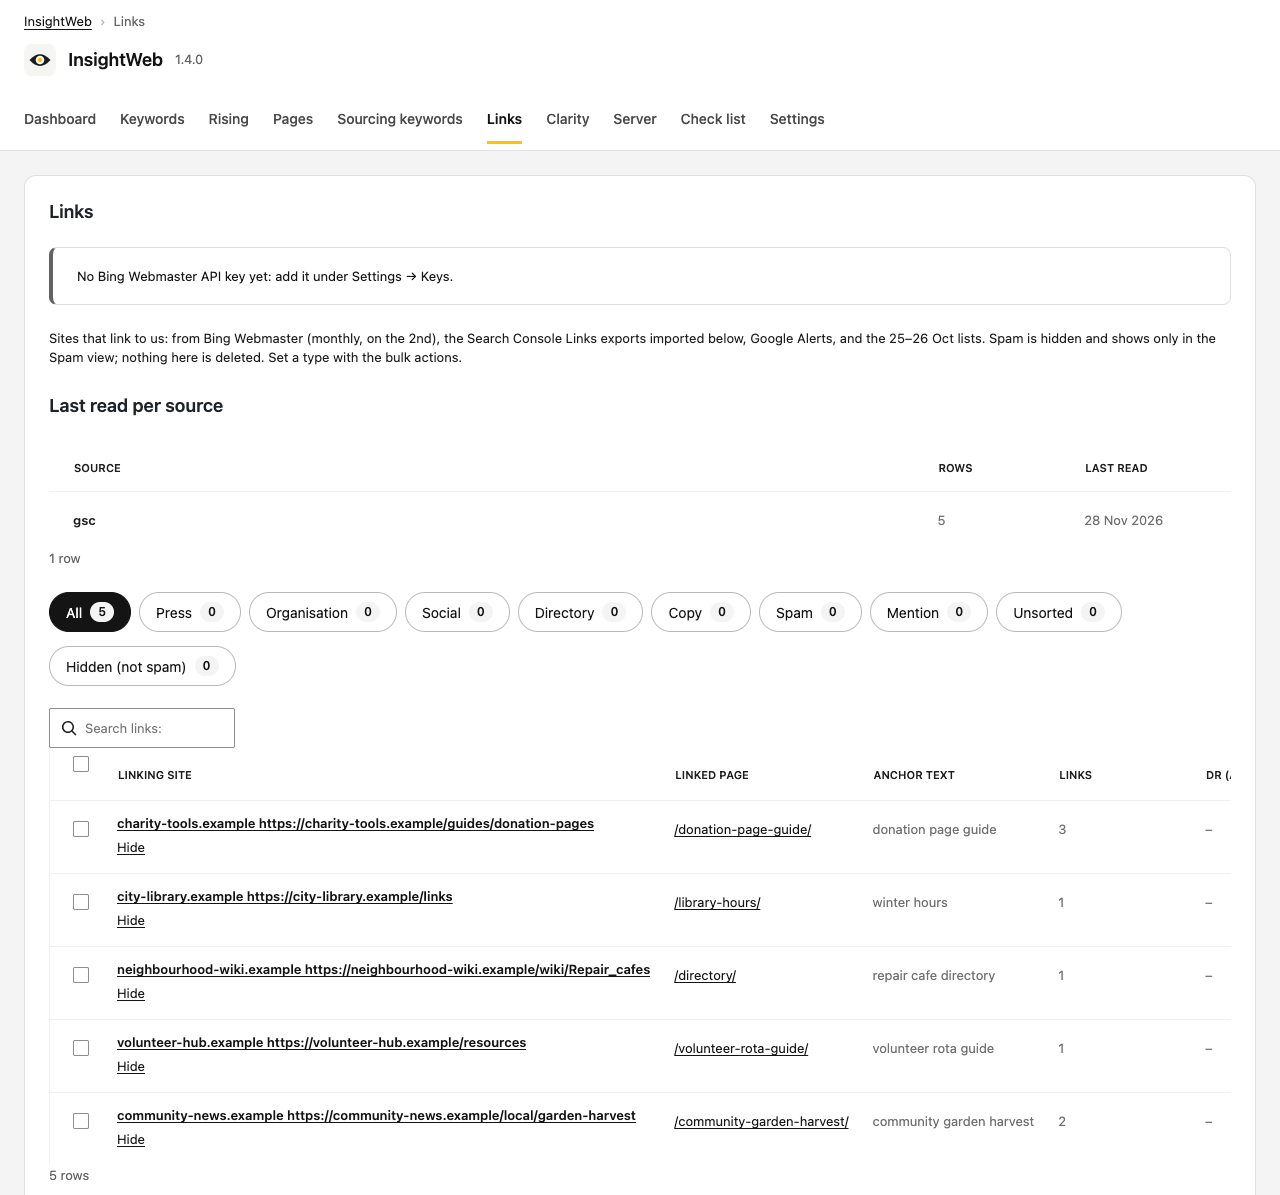 InsightWeb › Links
InsightWeb 1.4.0
Dashboard Keywords Rising Pages Sourcing keywords Links Clarity Server Check list Settings
Links
No Bing Webmaster API key yet: add it under Settings → Keys.
Sites that link to us: from Bing Webmaster (monthly, on the 2nd), the Search Console Links exports imported below, Google Alerts, and the 25–26 Oct lists. Spam is hidden and shows only in the
Spam view; nothing here is deleted. Set a type with the bulk actions.
Last read per source
SOURCE ROWS LAST READ
gsc 5 28 Nov 2026
1 row
All 5 Press 0 Organisation 0 Social 0 Directory 0 Copy 0 Spam 0 Mention 0 Unsorted 0
Hidden (not spam) 0
Search links:
LINKING SITE LINKED PAGE ANCHOR TEXT LINKS DR
charity-tools.example https://charity-tools.example/guides/donation-pages /donation-page-guide/ donation page guide 3 –
Hide
city-library.example https://city-library.example/links /library-hours/ winter hours 1 –
Hide
neighbourhood-wiki.example https://neighbourhood-wiki.example/wiki/Repair_cafes /directory/ repair cafe directory 1 –
Hide
volunteer-hub.example https://volunteer-hub.example/resources /volunteer-rota-guide/ volunteer rota guide 1 –
Hide
community-news.example https://community-news.example/local/garden-harvest /community-garden-harvest/ community garden harvest 2 –
Hide
5 rows